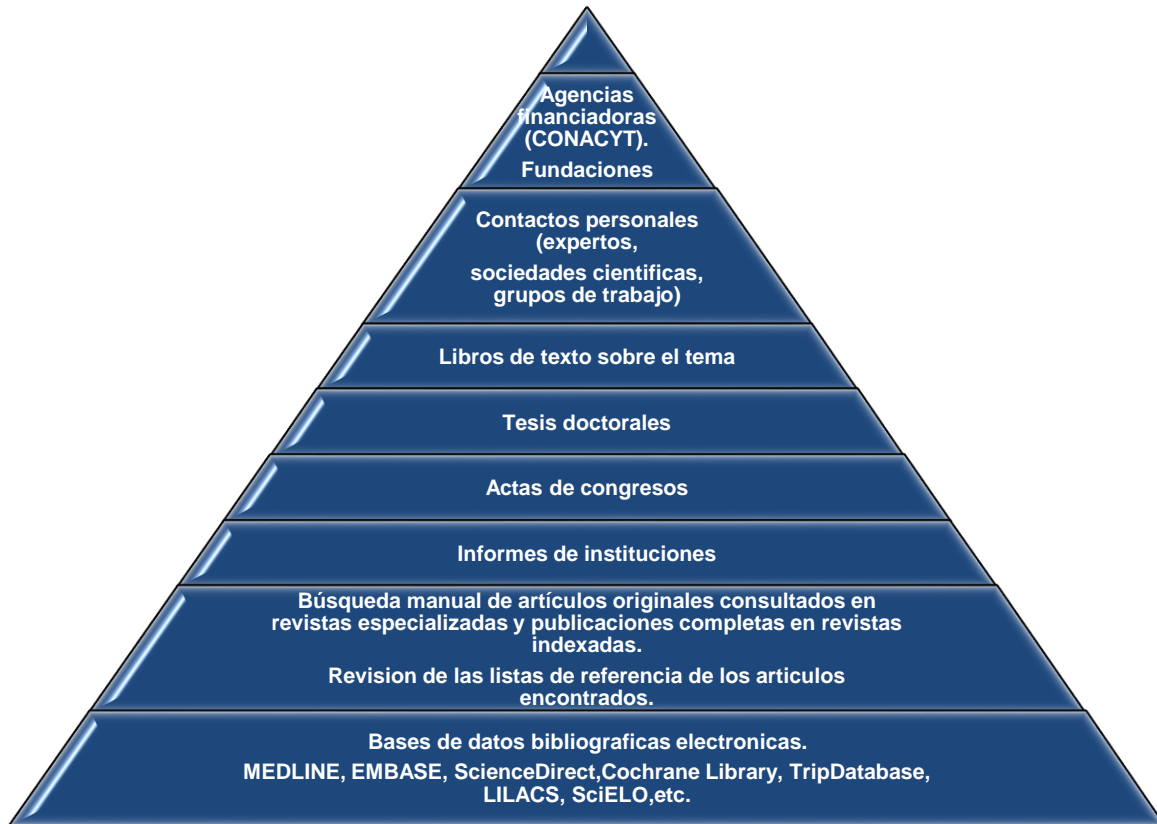 Agencias
financiadoras
(CONACYT).
Fundaciones
Contactos personales
(expertos,
sociedades cientificas,
grupos de trabajo)
Libros de texto sobre el tema
Tesis doctorales
Actas de congresos
Informes de instituciones
Búsqueda manual de artículos originales consultados en
revistas especializadas y publicaciones completas en revistas
indexadas.
Revision de las listas de referencia de los articulos
encontrados.
Bases de datos bibliograficas electronicas.
MEDLINE, EMBASE, ScienceDirect,Cochrane Library, TripDatabase,
LILACS, SciELO,etc.